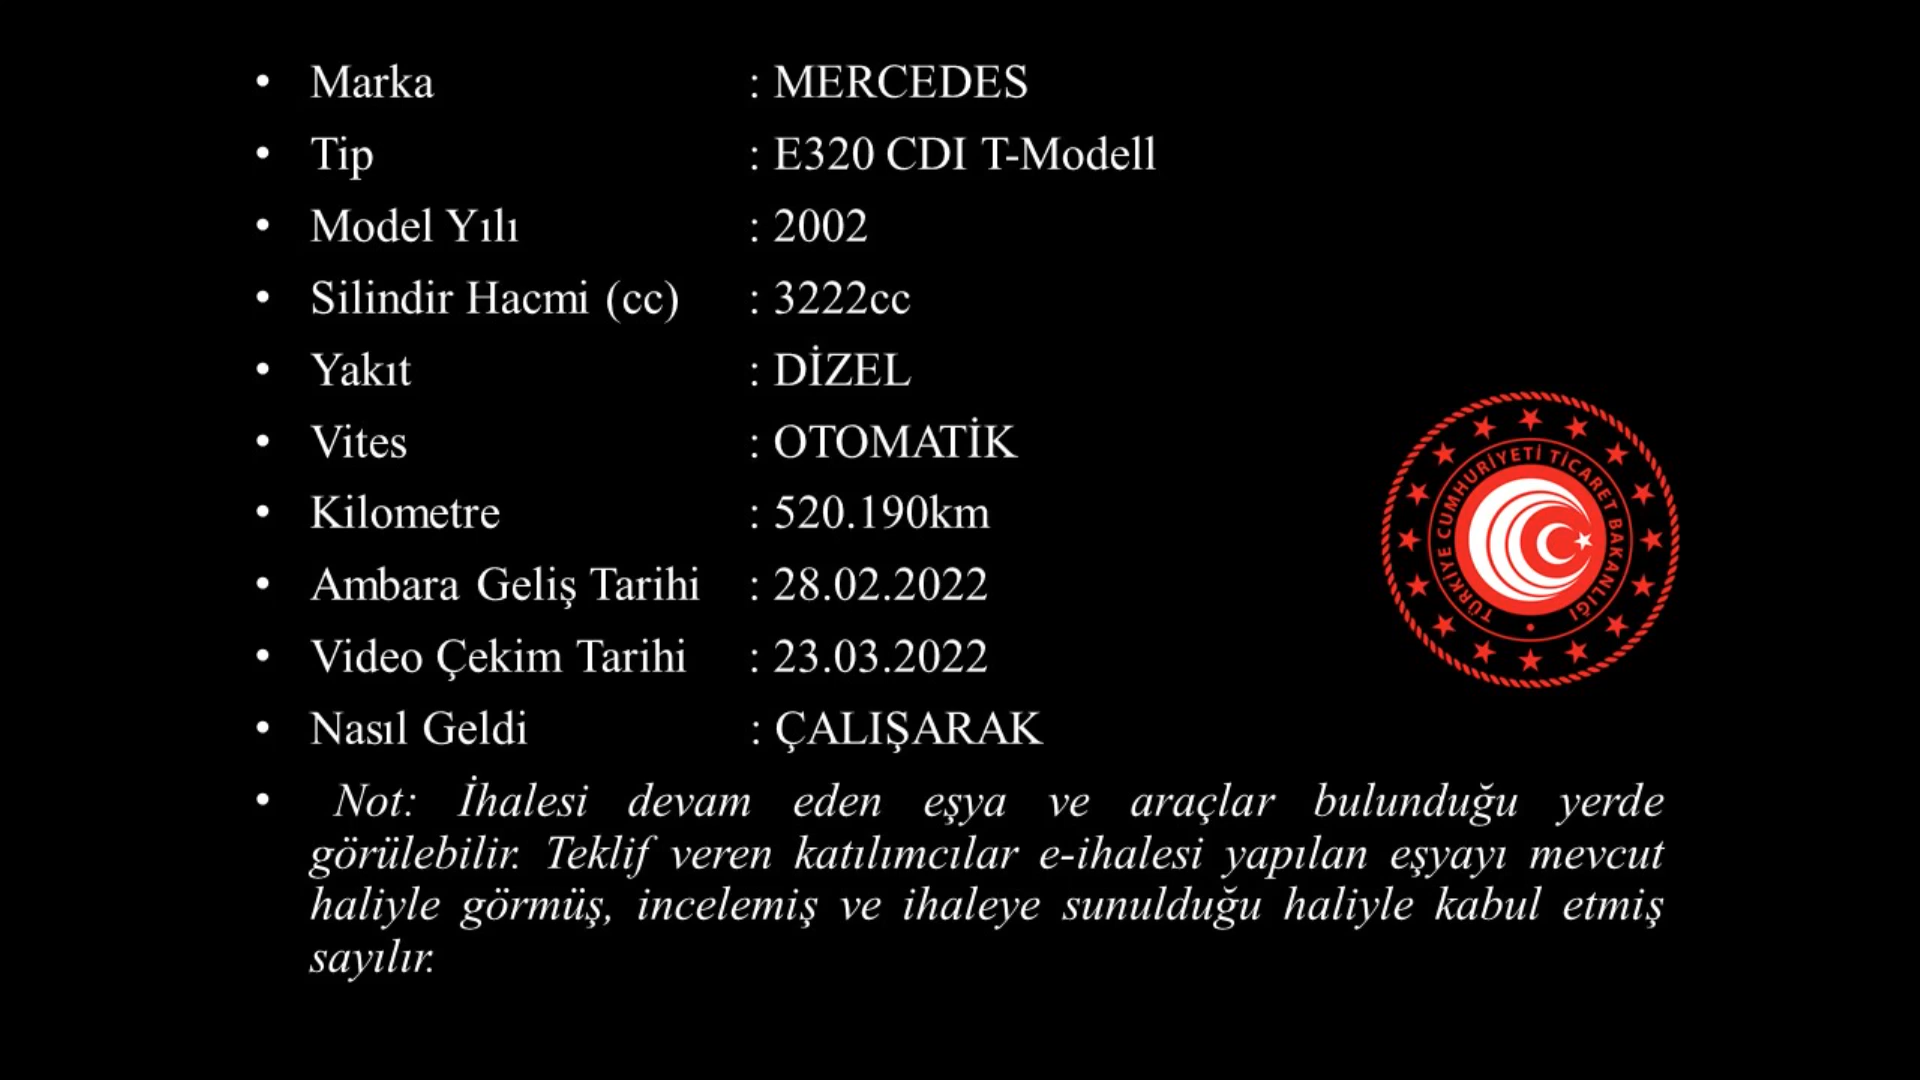 • Marka : MERCEDES
• Tip : E320 CDI T-Modell
• Model Yılı : 2002
• Silindir Hacmi (cc) : 3222cc
• Yakıt : DİZEL
• Vites : OTOMATİK
• Kilometre : 520.190km
• Ambara Geliş Tarihi : 28.02.2022
• Video Çekim Tarihi : 23.03.2022
• Nasıl Geldi : ÇALIŞARAK
• Not: İhalesi devam eden eşya ve araçlar bulunduğu yerde
görülebilir. Teklif veren katılımcılar e-ihalesi yapılan eşyayı mevcut
haliyle görmüş, incelemiş ve ihaleye sunulduğu haliyle kabul etmiş
sayılır.
TÜRKİYE CUMHURİYETİ TİCARET BAKANLIĞI